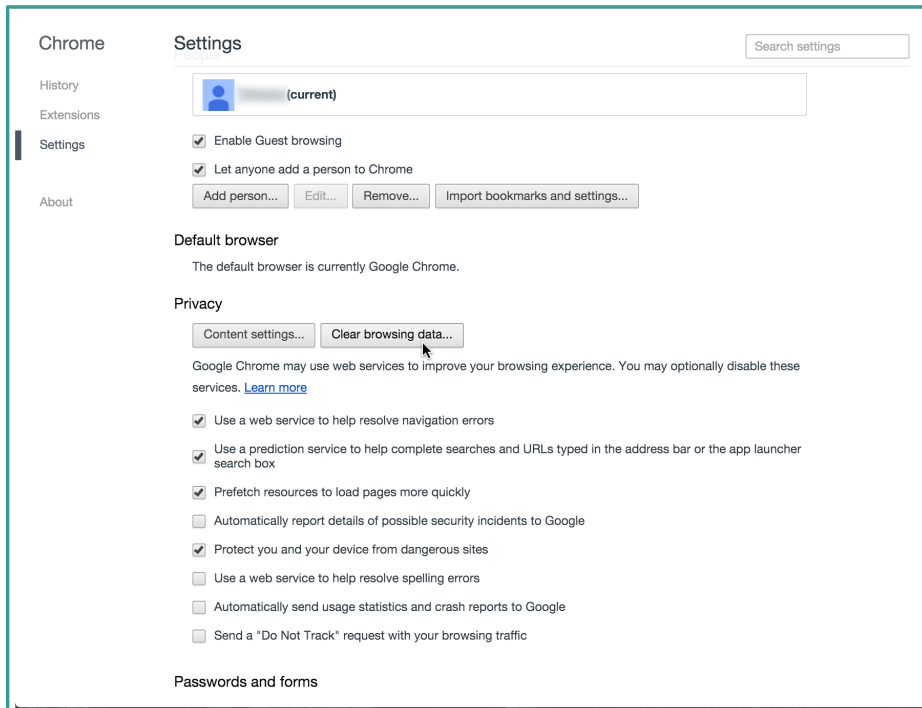 Chrome
Settings
Search settings
People
History
Extensions
Settings
About
(current)
Enable Guest browsing
Let anyone add a person to Chrome
Add person... Edit... Remove... Import bookmarks and settings...
Default browser
The default browser is currently Google Chrome.
Privacy
Content settings... Clear browsing data...
Google Chrome may use web services to improve your browsing experience. You may optionally disable these
services. Learn more
Use a web service to help resolve navigation errors
Use a prediction service to help complete searches and URLs typed in the address bar or the app launcher
search box
Prefetch resources to load pages more quickly
Automatically report details of possible security incidents to Google
Protect you and your device from dangerous sites
Use a web service to help resolve spelling errors
Automatically send usage statistics and crash reports to Google
Send a "Do Not Track" request with your browsing traffic
Passwords and forms